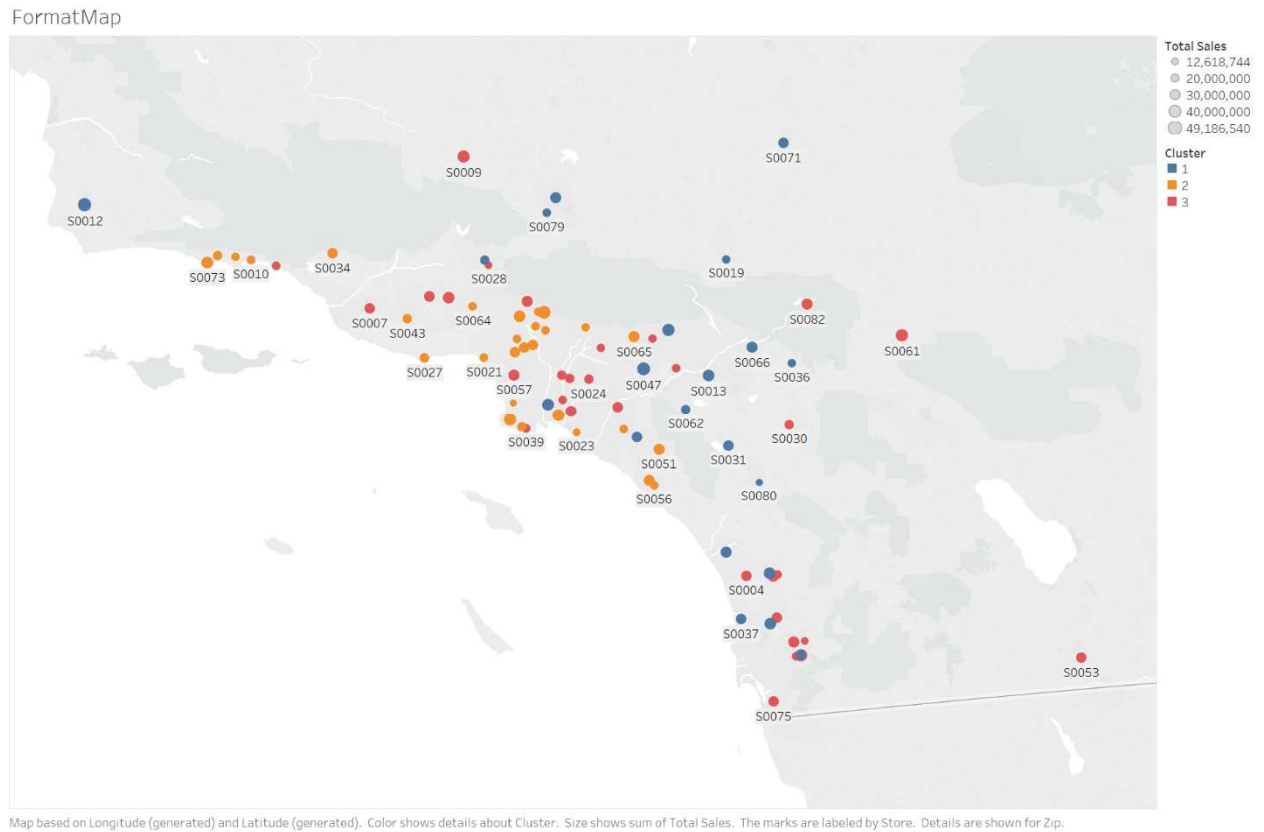 FormatMap
Total Sales
12,618,744
20,000,000
30,000,000
40,000,000
49,186,540
Cluster
1
2
3
S0071
S0009
S0012
S0079
S0073
S0010
S0034
S0028
S0019
S0007
S0043
S0064
S0082
S0061
S0027
S0021
S0065
S0066
S0036
S0057
S0024
S0047
S0013
S0062
S0039
S0023
S0030
S0051
S0031
S0056
S0080
S0004
S0037
S0053
S0075
Map based on Longitude (generated) and Latitude (generated). Color shows details about Cluster. Size shows sum of Total Sales. The marks are labeled by Store. Details are shown for Zip.